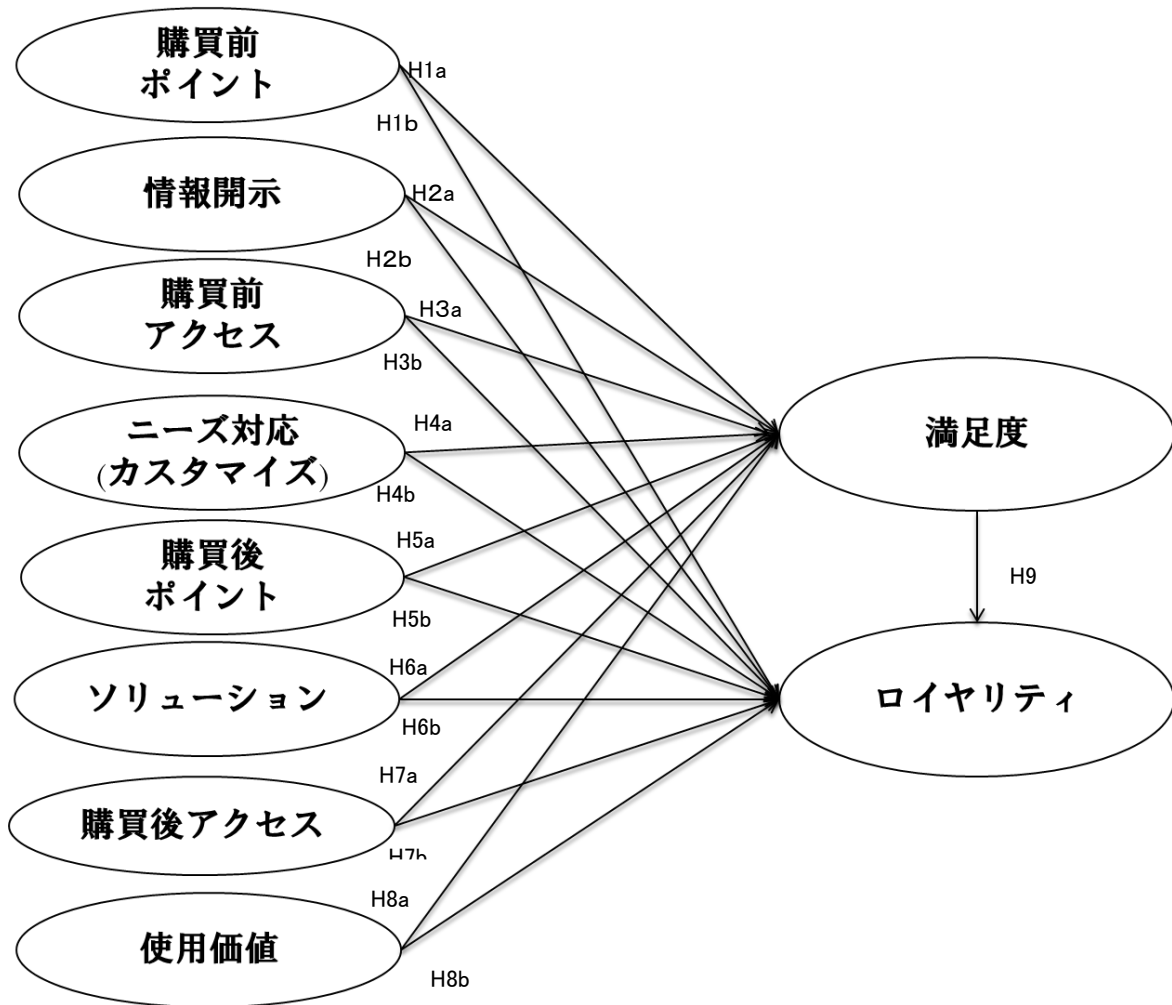 購買前
ポイント
H1a
H1b
情報開示
H2a
H2b
購買前
アクセス
H3a
H3b
ニーズ対応
(カスタマイズ)
H4a
H4b
購買後
ポイント
H5a
H5b
ソリューション
H6a
H6b
購買後アクセス
H7a
H7b
使用価値
H8a
H8b
満足度
H9
ロイヤリティ